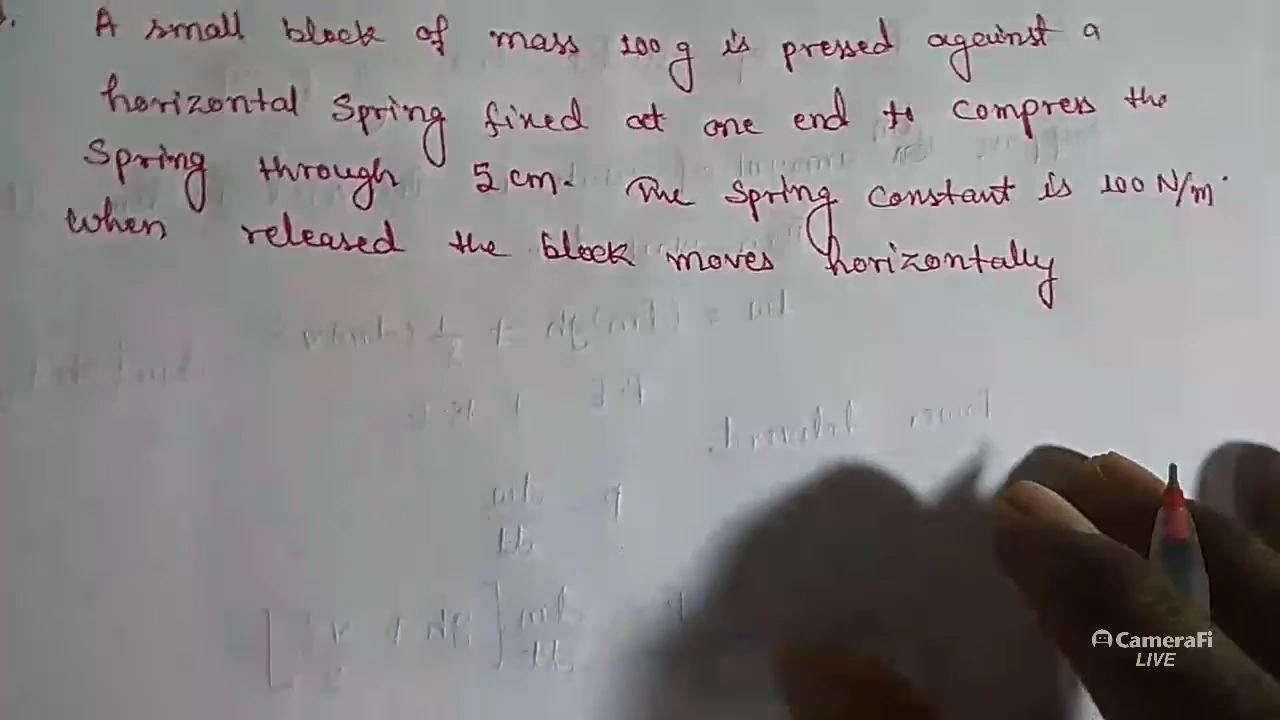 A small block of mass 100 g is pressed against a
horizontal spring fixed at one end to compress the
spring through 5 cm. The spring constant is 100 N/m.
When released the block moves horizontally
CameraFi
LIVE